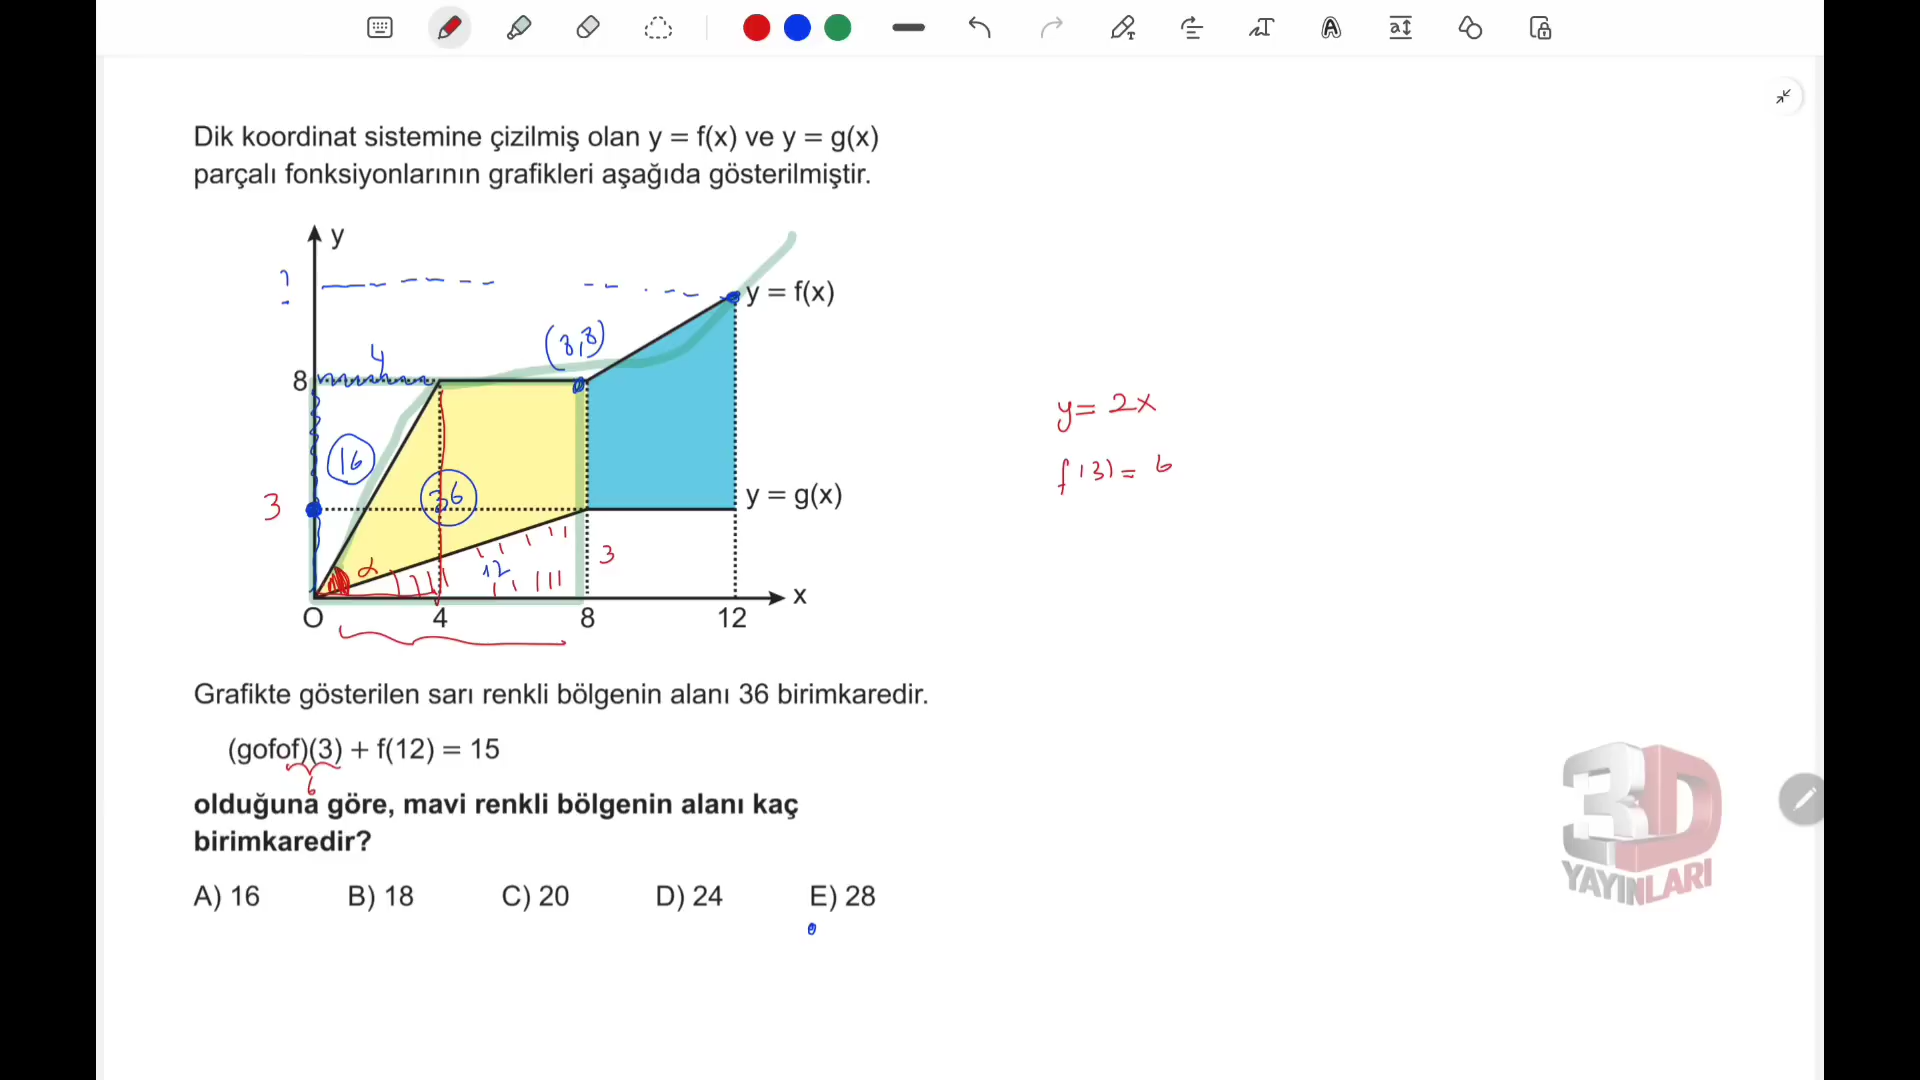 Dik koordinat sistemine çizilmiş olan y = f(x) ve y = g(x)
parçalı fonksiyonlarının grafikleri aşağıda gösterilmiştir.
y
?
y = f(x)
(8,8)
4
8
y = 2x
16
f(3) = 6
36
y = g(x)
3
α
12
3
x
O 4 8 12
Grafikte gösterilen sarı renkli bölgenin alanı 36 birimkaredir.
(gofof)(3) + f(12) = 15
6
olduğuna göre, mavi renkli bölgenin alanı kaç
birimkaredir?
A) 16 B) 18 C) 20 D) 24 E) 28
3D
YAYINLARI